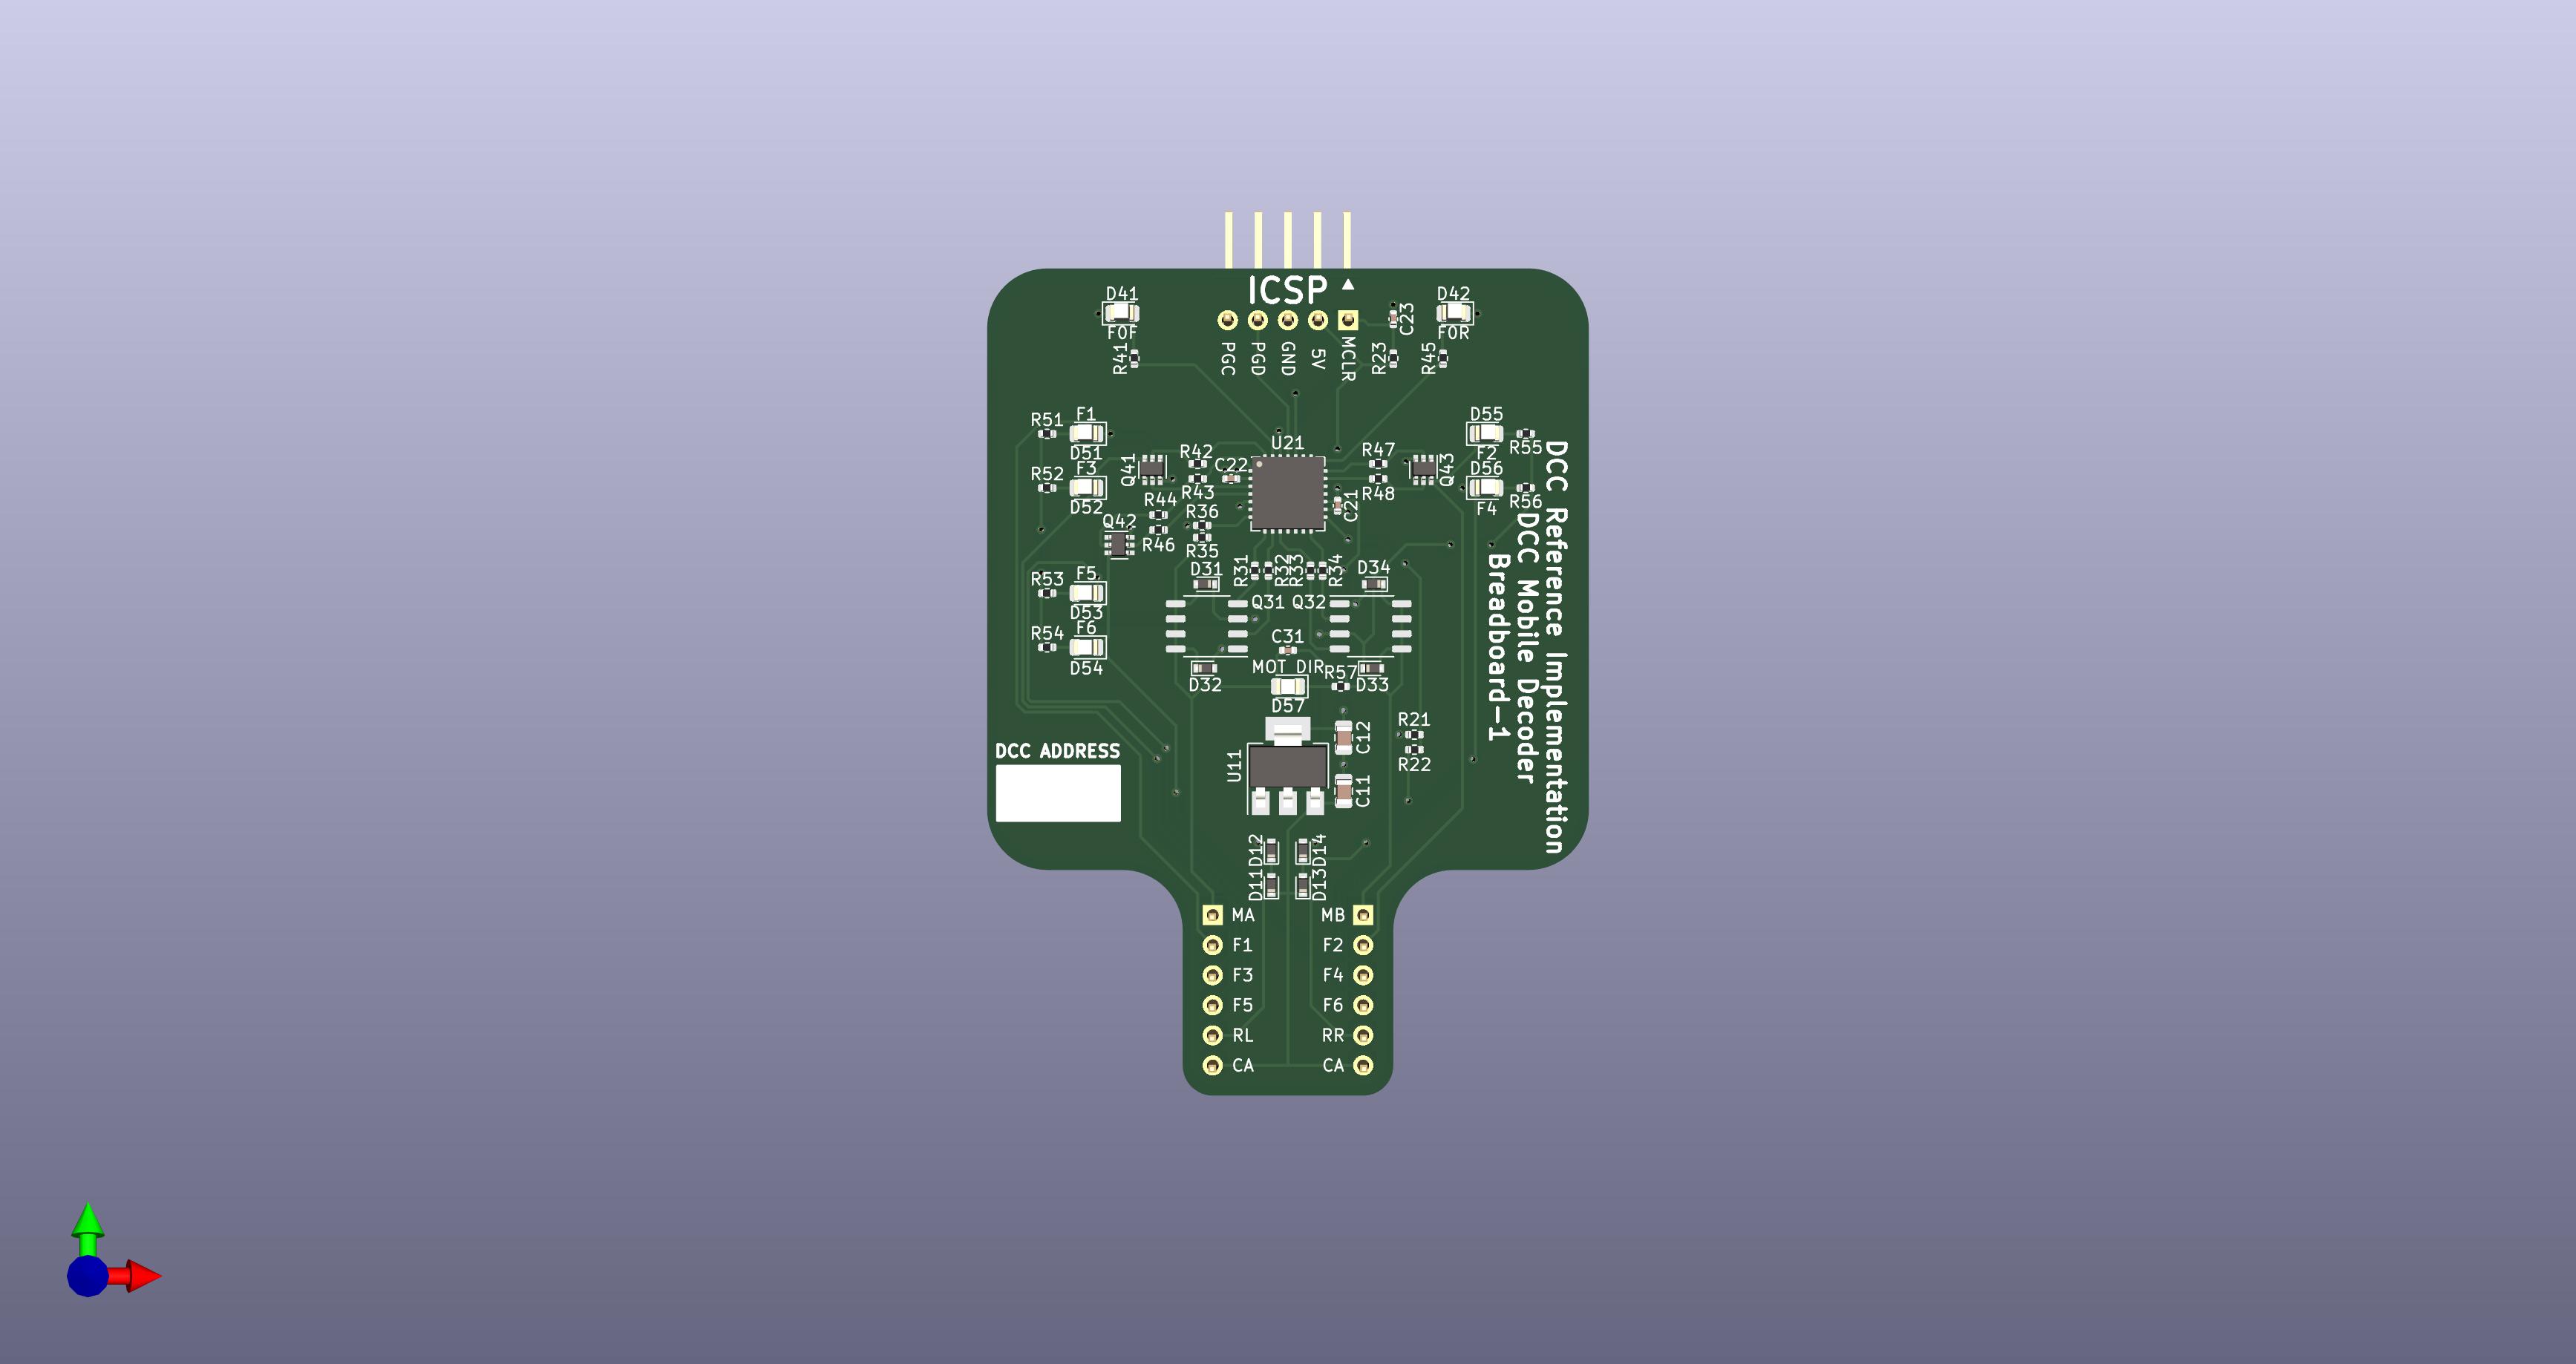 ICSP
D41
FOF
R41
D42
FOR
R45
C23
R23
PGC
PGD
GND
5V
MCLR
R51
F1
D51
R52
F3
D52
Q41
R42
R43
C22
U21
R47
R48
Q43
D55
F2
R55
D56
F4
R56
R44
R46
Q42
R36
R35
C21
DCC Reference Implementation
DCC Mobile Decoder
Breadboard-1
R53
F5
D53
R54
F6
D54
D31
R31
R32
R33
R34
D34
Q31
Q32
C31
MOT DIR
R57
D32
D33
D57
U11
C12
C11
R21
R22
DCC ADDRESS
D12
D14
D11
D13
MA
MB
F1
F2
F3
F4
F5
F6
RL
RR
CA
CA